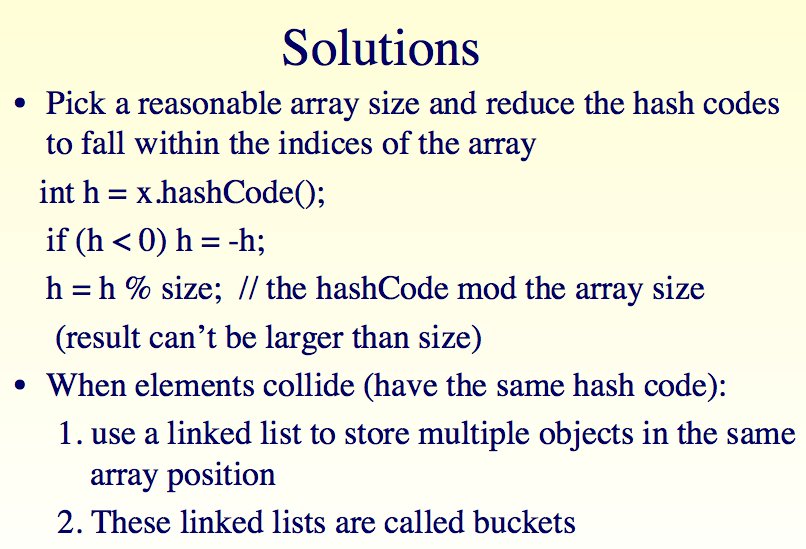 Solutions
• Pick a reasonable array size and reduce the hash codes
to fall within the indices of the array
int h = x.hashCode();
if (h < 0) h = -h;
h = h % size; // the hashCode mod the array size
(result can’t be larger than size)
• When elements collide (have the same hash code):
1. use a linked list to store multiple objects in the same
array position
2. These linked lists are called buckets